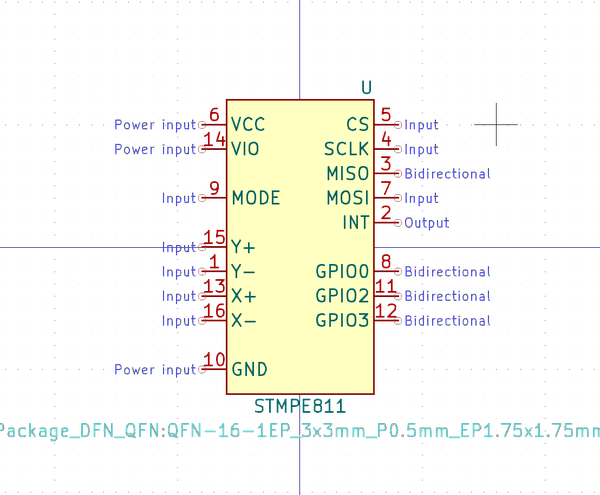 U
Power input 6 VCC CS 5 Input
Power input 14 VIO SCLK 4 Input
MISO 3 Bidirectional
Input 9 MODE MOSI 7 Input
INT 2 Output
Input 15 Y+
Input 1 Y- GPIO0 8 Bidirectional
Input 13 X+ GPIO2 11 Bidirectional
Input 16 X- GPIO3 12 Bidirectional
Power input 10 GND
STMPE811
Package_DFN_QFN:QFN-16-1EP_3x3mm_P0.5mm_EP1.75x1.75mm